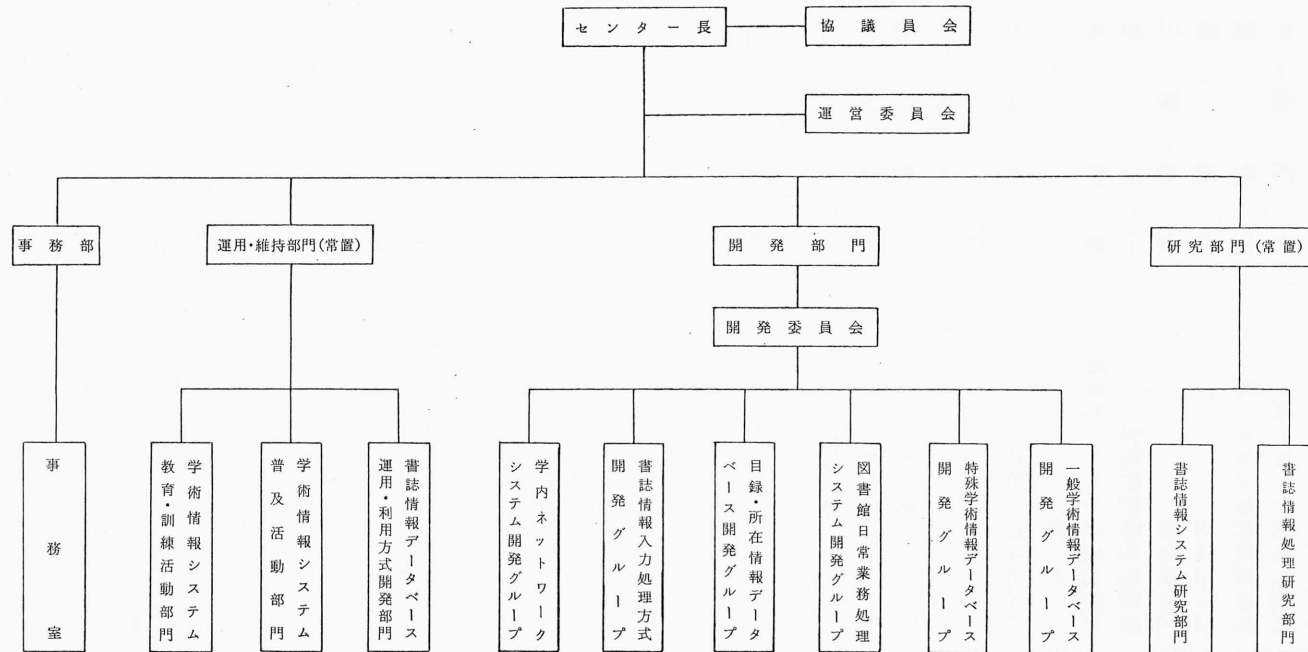 センター長
協議員会
運営委員会
事務部
運用・維持部門(常置)
開発部門
研究部門(常置)
開発委員会
事務室
学術情報システム
教育・訓練活動部門
学術情報システム
普及活動部門
書誌情報データベース
運用・利用方式開発部門
学内ネットワーク
システム開発グループ
書誌情報入力処理方式
開発グループ
目録・所在情報データ
ベース開発グループ
図書館日常業務処理
システム開発グループ
特殊学術情報データベース
開発グループ
一般学術情報データベース
開発グループ
書誌情報システム研究部門
書誌情報処理研究部門